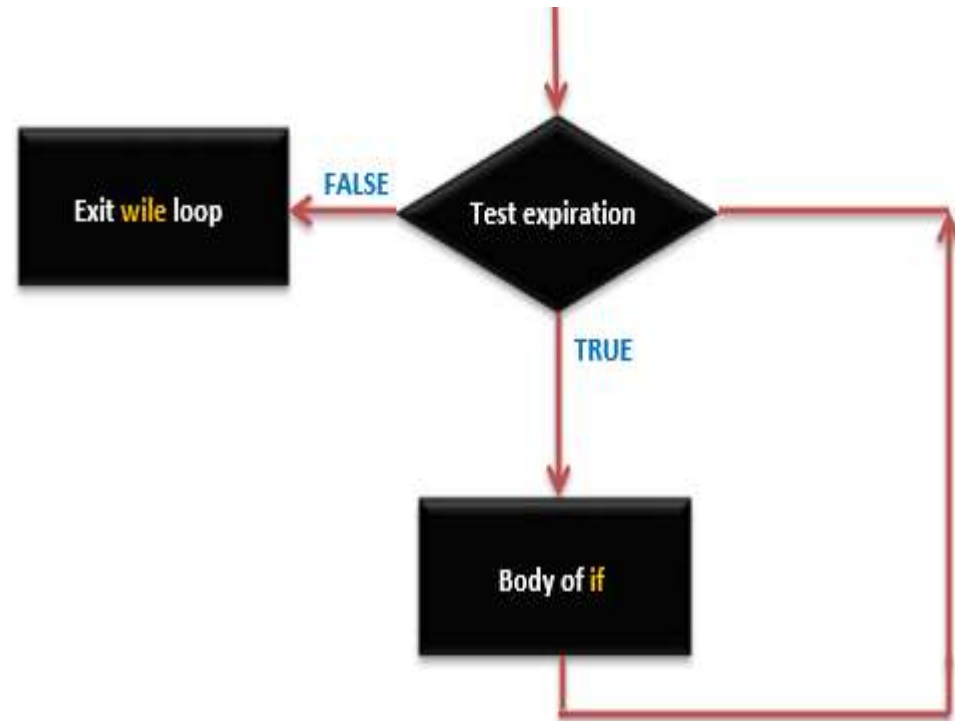 FALSE
Exit wile loop
Test expiration
TRUE
Body of if